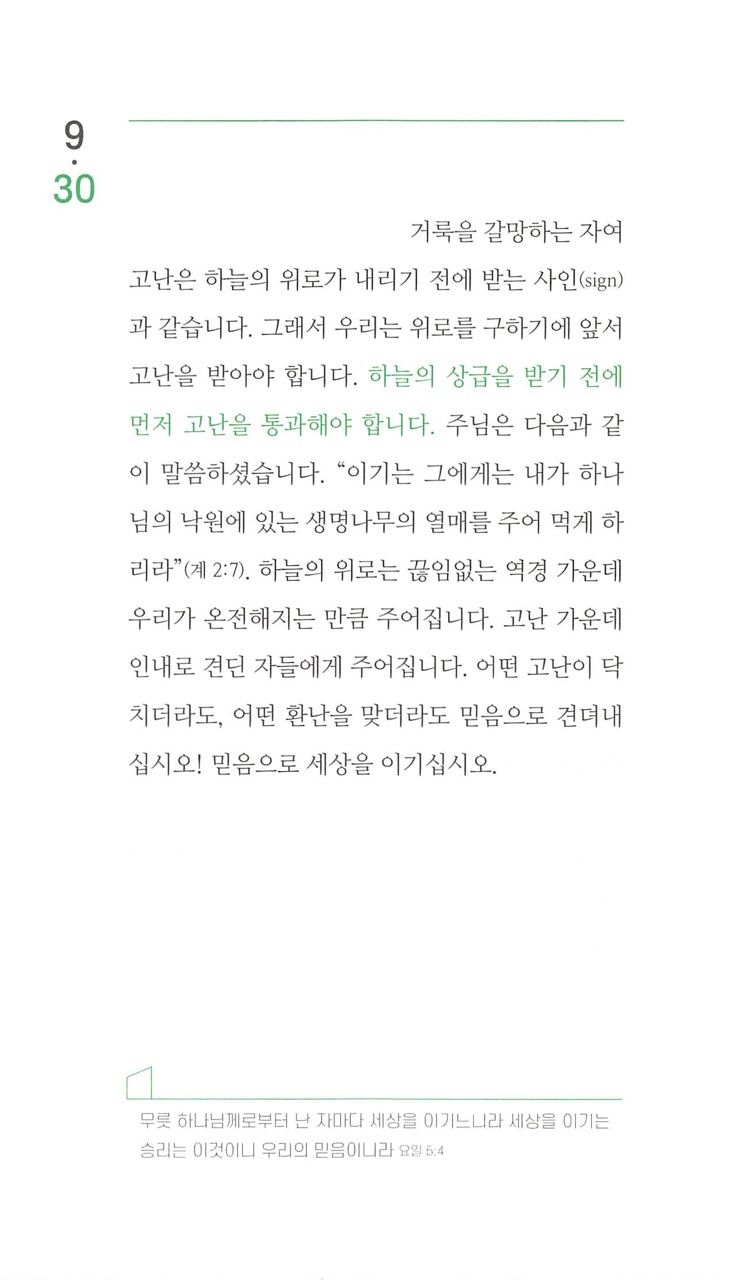 9
·
30
거룩을 갈망하는 자여
고난은 하늘의 위로가 내리기 전에 받는 사인(sign)
과 같습니다. 그래서 우리는 위로를 구하기에 앞서
고난을 받아야 합니다. 하늘의 상급을 받기 전에
먼저 고난을 통과해야 합니다. 주님은 다음과 같
이 말씀하셨습니다. “이기는 그에게는 내가 하나
님의 낙원에 있는 생명나무의 열매를 주어 먹게 하
리라”(계 2:7). 하늘의 위로는 끊임없는 역경 가운데
우리가 온전해지는 만큼 주어집니다. 고난 가운데
인내로 견딘 자들에게 주어집니다. 어떤 고난이 닥
치더라도, 어떤 환난을 맞더라도 믿음으로 견뎌내
십시오! 믿음으로 세상을 이기십시오.
무릇 하나님께로부터 난 자마다 세상을 이기느니라 세상을 이기는
승리는 이것이니 우리의 믿음이니라 요일 5:4